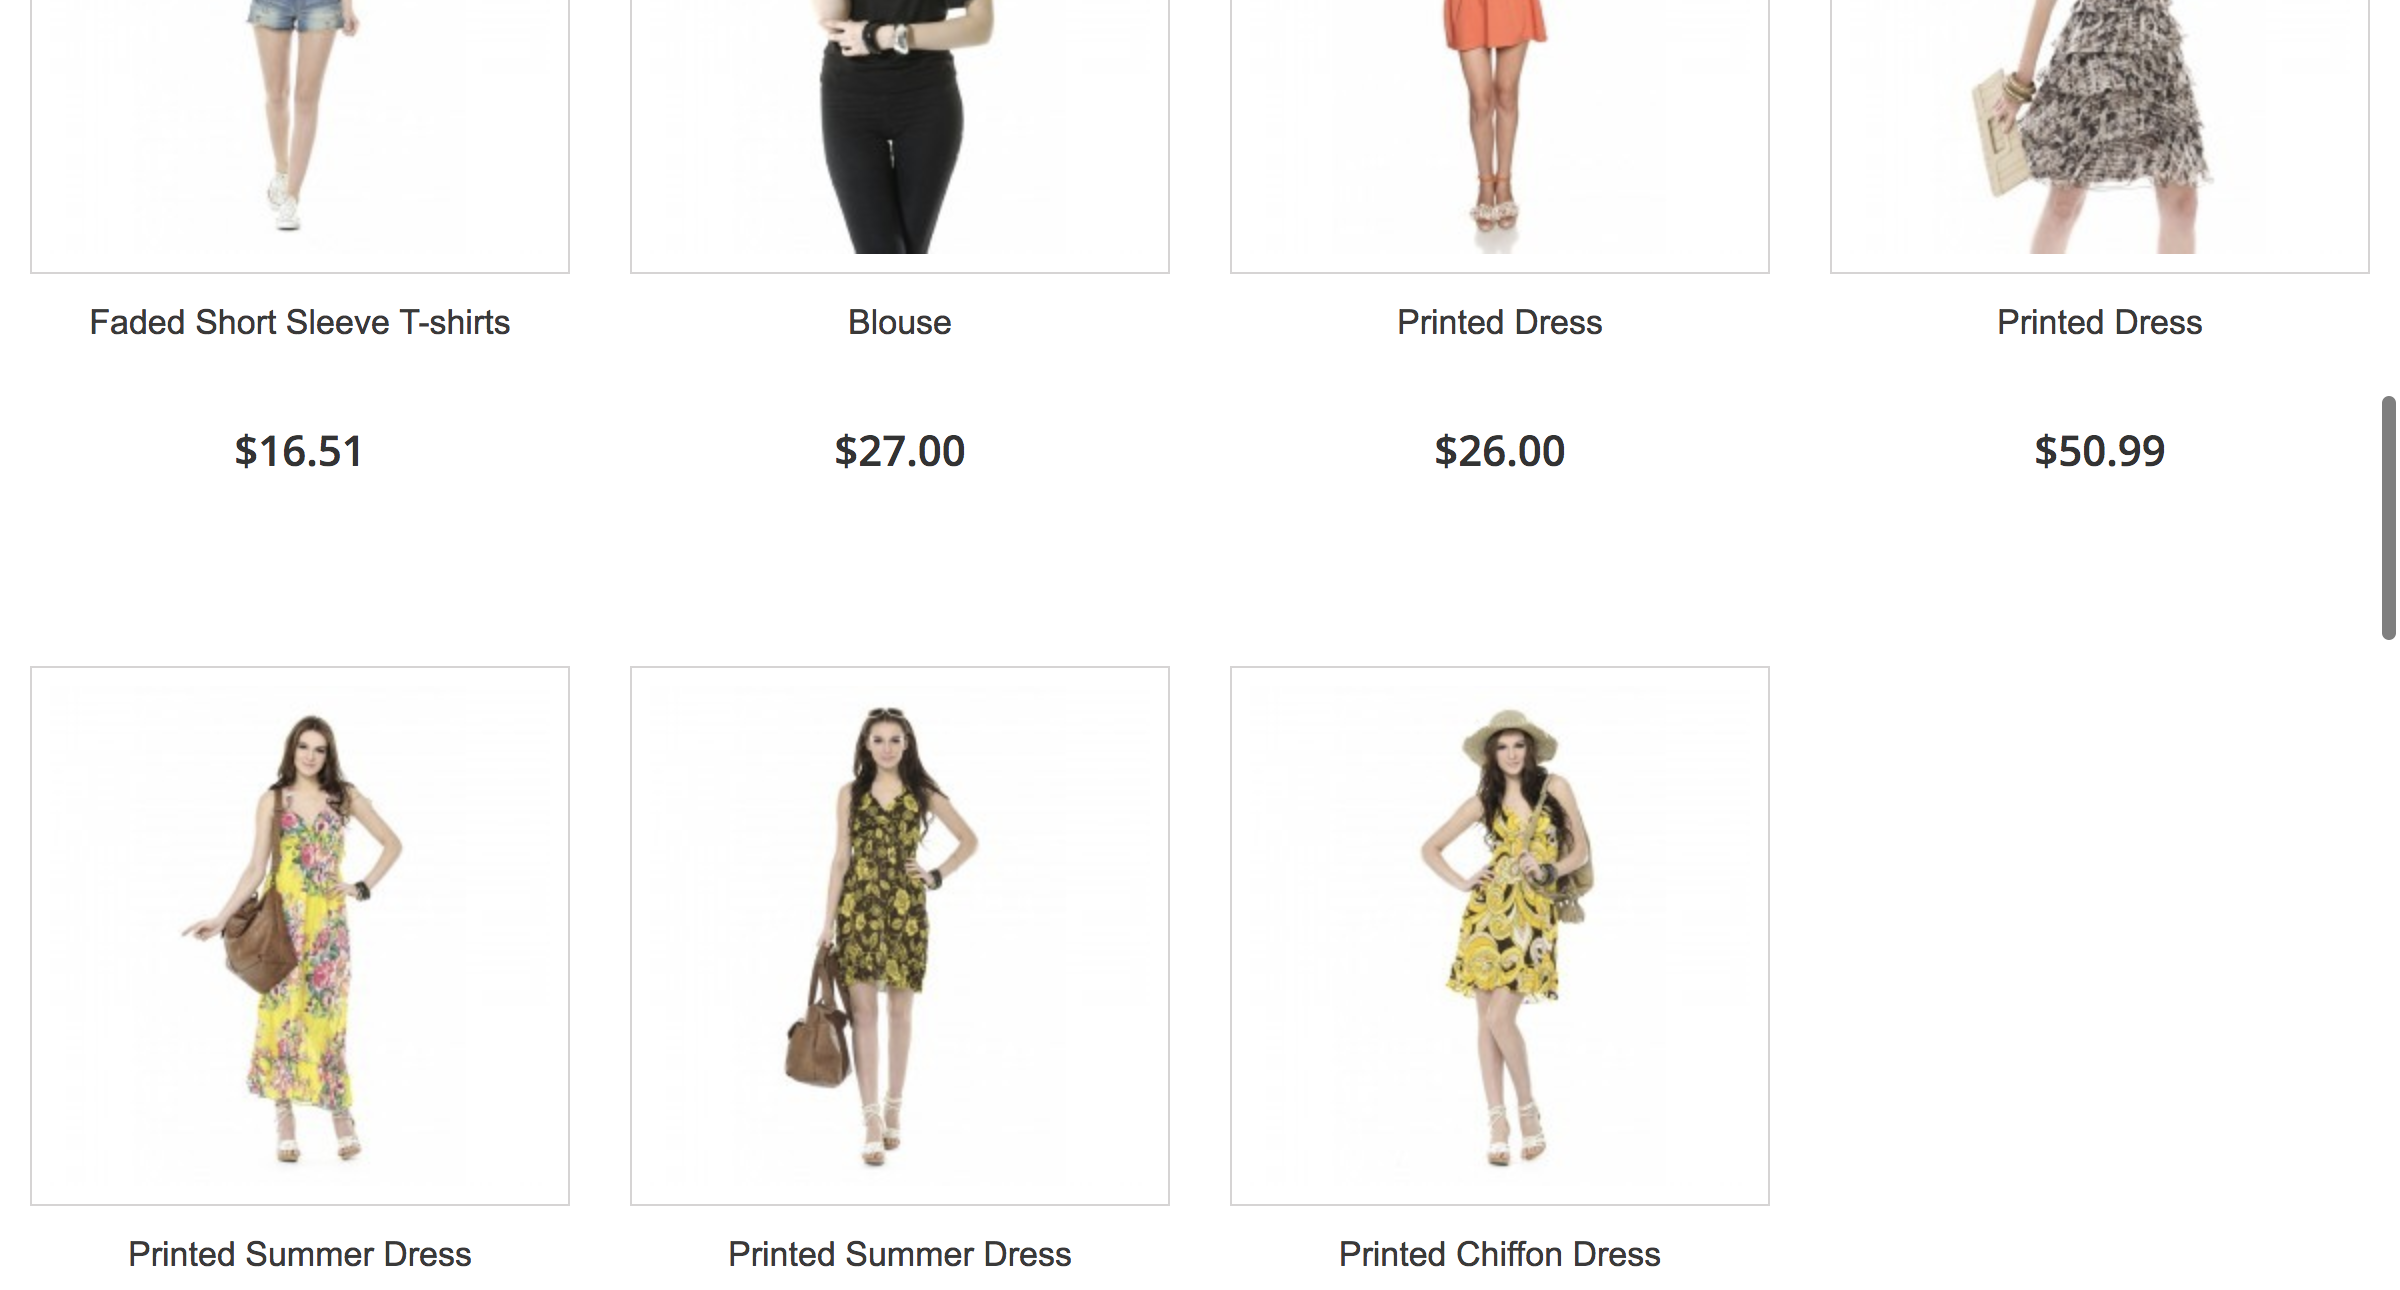 Faded Short Sleeve T-shirts
Blouse
Printed Dress
Printed Dress
$16.51
$27.00
$26.00
$50.99
Printed Summer Dress
Printed Summer Dress
Printed Chiffon Dress